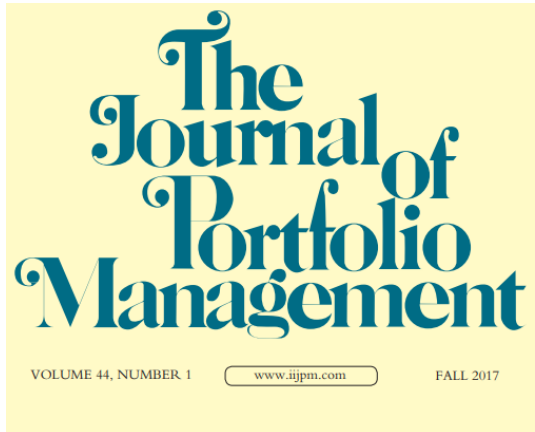 The
Journal
of
Portfolio
Management
VOLUME 44, NUMBER 1
www.iijpm.com
FALL 2017